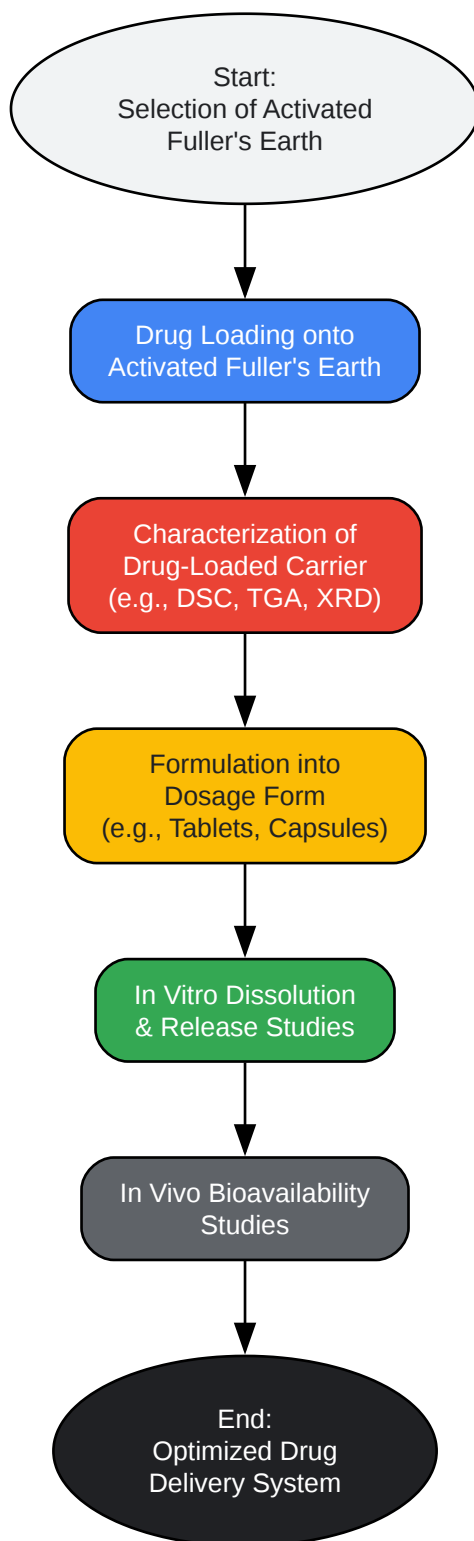 Start:
Selection of Activated
Fuller's Earth
Drug Loading onto
Activated Fuller's Earth
Characterization of
Drug-Loaded Carrier
(e.g., DSC, TGA, XRD)
Formulation into
Dosage Form
(e.g., Tablets, Capsules)
In Vitro Dissolution
& Release Studies
In Vivo Bioavailability
Studies
End:
Optimized Drug
Delivery System